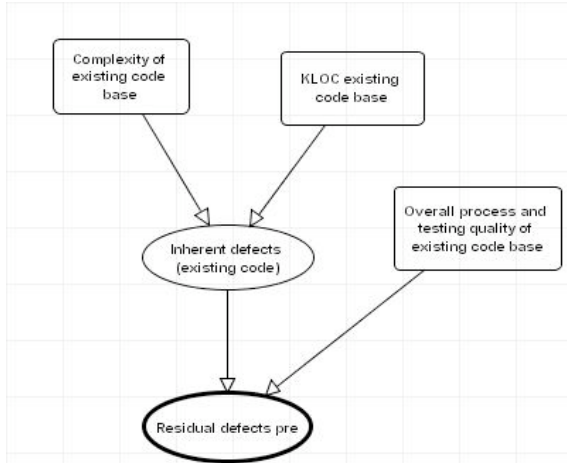 Complexity of
existing code
base
KLOC existing
code base
Overall process and
testing quality of
existing code base
Inherent defects
(existing code)
Residual defects pre